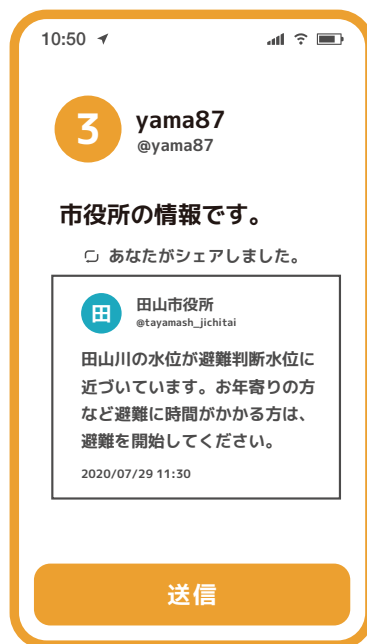 10:50
3
yama87
@yama87
市役所の情報です。
あなたがシェアしました。
田
田山市役所
@tayamash_jichitai
田山川の水位が避難判断水位に
近づいています。お年寄りの方
など避難に時間がかかる方は、
避難を開始してください。
2020/07/29 11:30
送信